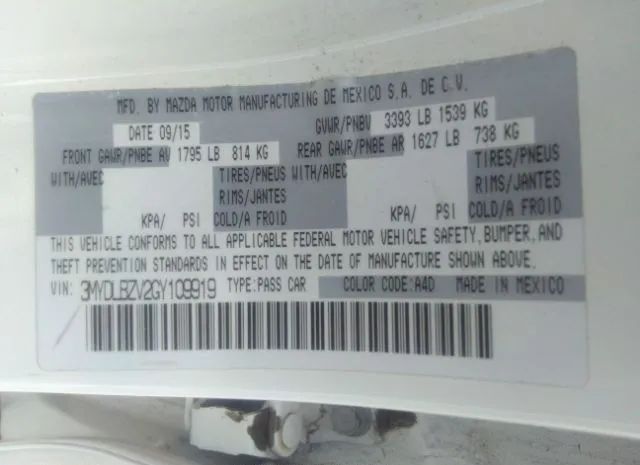 MFD. BY MAZDA MOTOR MANUFACTURING DE MEXICO S.A. DE C.V.
DATE 09/15 GVWR/PNBV 3393 LB 1539 KG
FRONT GAWR/PNBE AV 1795 LB 814 KG REAR GAWR/PNBE AR 1627 LB 738 KG
WITH/AVEC TIRES/PNEUS WITH/AVEC TIRES/PNEUS
RIMS/JANTES RIMS/JANTES
KPA/ PSI COLD/A FROID KPA/ PSI COLD/A FROID
THIS VEHICLE CONFORMS TO ALL APPLICABLE FEDERAL MOTOR VEHICLE SAFETY, BUMPER, AND
THEFT PREVENTION STANDARDS IN EFFECT ON THE DATE OF MANUFACTURE SHOWN ABOVE.
VIN: 3MYDLBZV2GY109919 TYPE:PASS CAR COLOR CODE:A4D MADE IN MEXICO